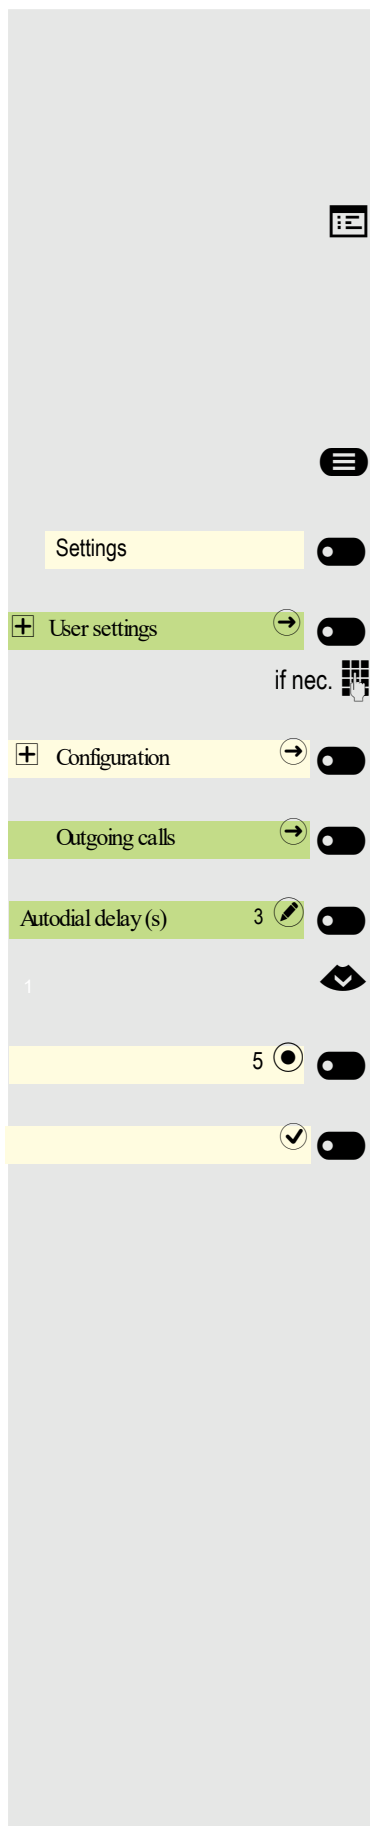 Settings
User settings
if nec.
Configuration
Outgoing calls
Autodial delay (s) 3
1
5